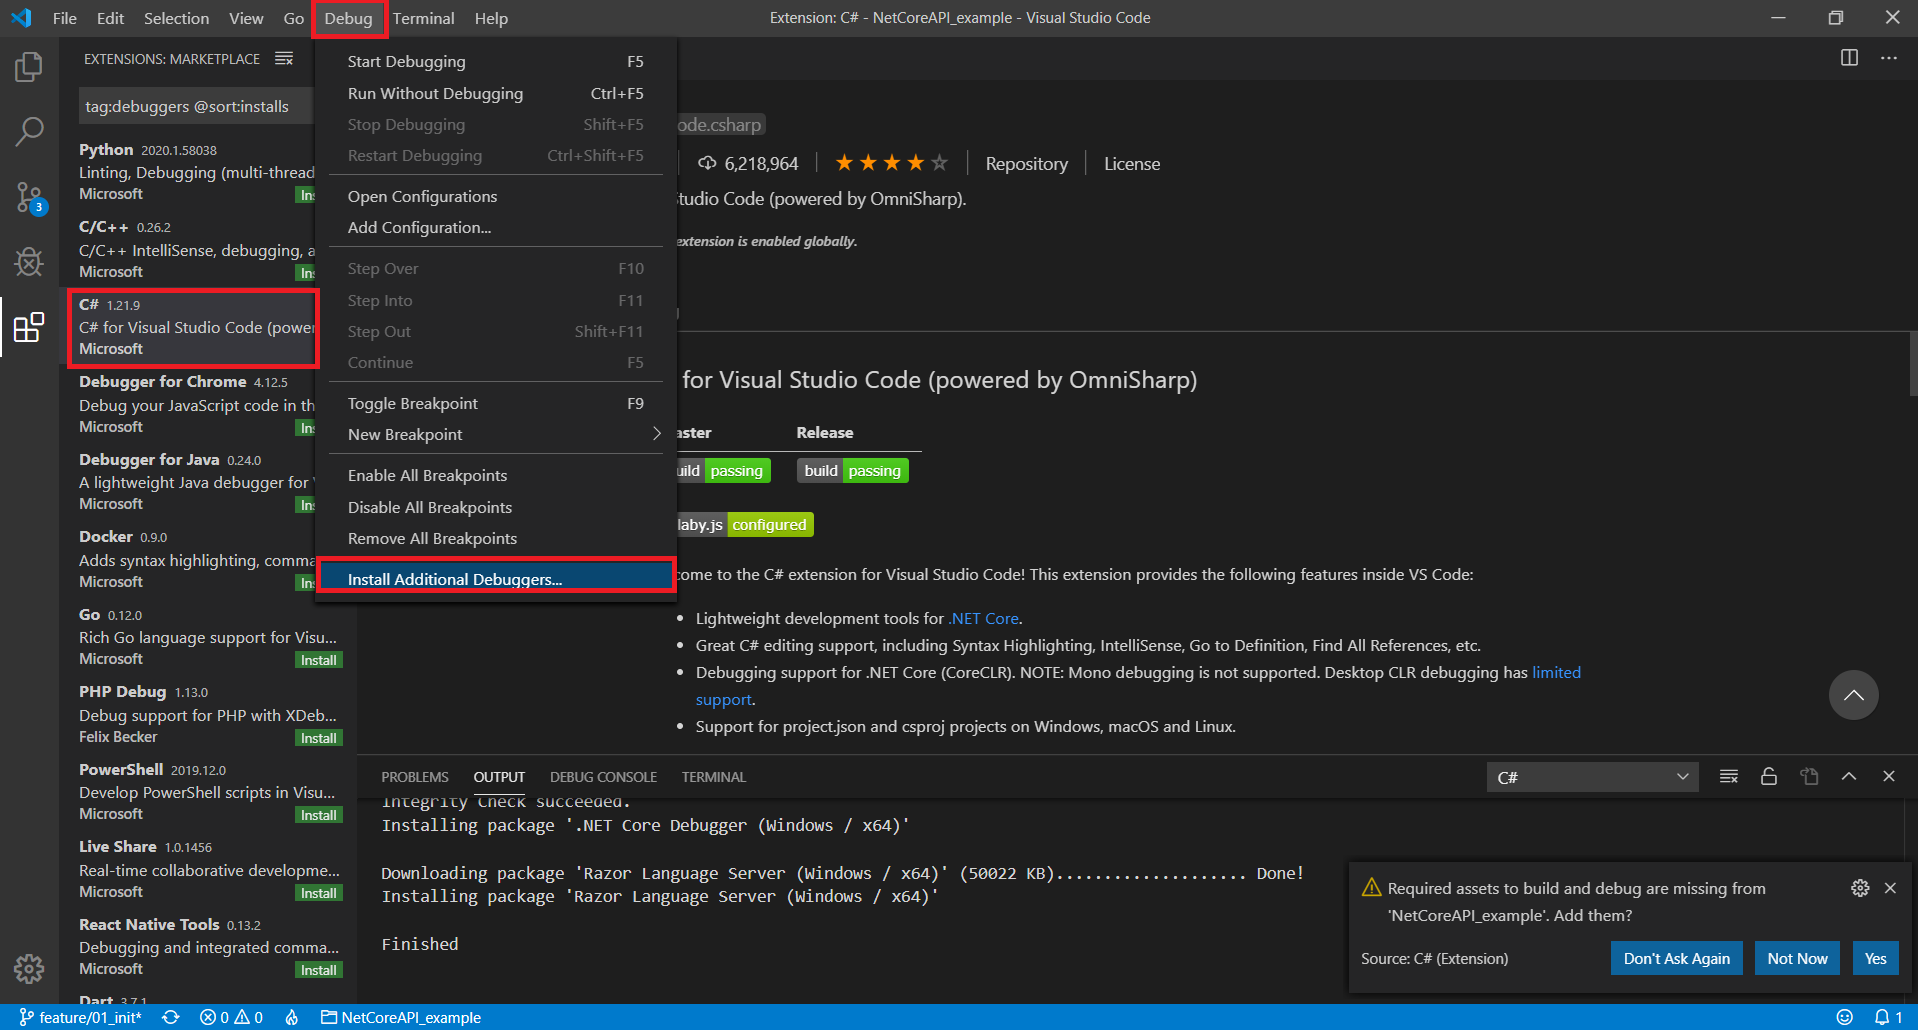 File Edit Selection View Go Debug Terminal Help
Extension: C# - NetCoreAPI_example - Visual Studio Code
EXTENSIONS: MARKETPLACE
tag:debuggers @sort:installs
Python 2020.1.58038
Linting, Debugging (multi-thread
Microsoft
C/C++ 0.26.2
C/C++ IntelliSense, debugging, a
Microsoft
C# 1.21.9
C# for Visual Studio Code (power
Microsoft
Debugger for Chrome 4.12.5
Debug your JavaScript code in th
Microsoft
Debugger for Java 0.24.0
A lightweight Java debugger for
Microsoft
Docker 0.9.0
Adds syntax highlighting, comma
Microsoft
Go 0.12.0
Rich Go language support for Visu...
Microsoft Install
PHP Debug 1.13.0
Debug support for PHP with XDeb...
Felix Becker Install
PowerShell 2019.12.0
Develop PowerShell scripts in Visu...
Microsoft Install
Live Share 1.0.1456
Real-time collaborative developme...
Microsoft Install
React Native Tools 0.13.2
Debugging and integrated comma...
Microsoft Install
Dart 3.7.1
Start Debugging F5
Run Without Debugging Ctrl+F5
Stop Debugging Shift+F5
Restart Debugging Ctrl+Shift+F5
Open Configurations
Add Configuration...
Step Over F10
Step Into F11
Step Out Shift+F11
Continue F5
Toggle Breakpoint F9
New Breakpoint
Enable All Breakpoints
Disable All Breakpoints
Remove All Breakpoints
Install Additional Debuggers...
ode.csharp
6,218,964 Repository License
Studio Code (powered by OmniSharp).
extension is enabled globally.
for Visual Studio Code (powered by OmniSharp)
aster Release
uild passing build passing
laby.js configured
come to the C# extension for Visual Studio Code! This extension provides the following features inside VS Code:
• Lightweight development tools for .NET Core.
• Great C# editing support, including Syntax Highlighting, IntelliSense, Go to Definition, Find All References, etc.
• Debugging support for .NET Core (CoreCLR). NOTE: Mono debugging is not supported. Desktop CLR debugging has limited
support.
• Support for project.json and csproj projects on Windows, macOS and Linux.
PROBLEMS OUTPUT DEBUG CONSOLE TERMINAL C#
Integrity Check succeeded.
Installing package '.NET Core Debugger (Windows / x64)'
Downloading package 'Razor Language Server (Windows / x64)' (50022 KB).................... Done!
Installing package 'Razor Language Server (Windows / x64)'
Finished
Required assets to build and debug are missing from
'NetCoreAPI_example'. Add them?
Source: C# (Extension) Don't Ask Again Not Now Yes
3
feature/01_init* 0 0 NetCoreAPI_example 1